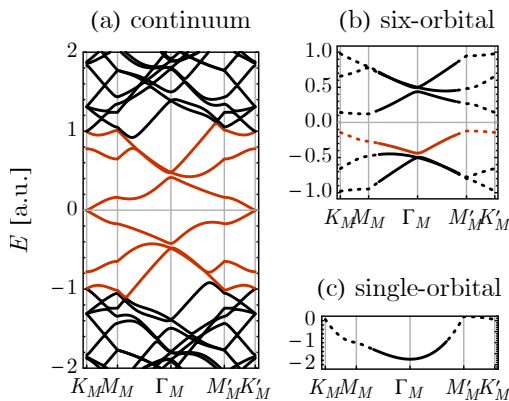 (a) continuum
2
1
0
−1
−2
E [a.u.]
K_M M_M Γ_M M′_M K′_M
(b) six-orbital
1.0
0.5
0
−0.5
−1.0
K_M M_M Γ_M M′_M K′_M
(c) single-orbital
0
−1
−2
K_M M_M Γ_M M′_M K′_M